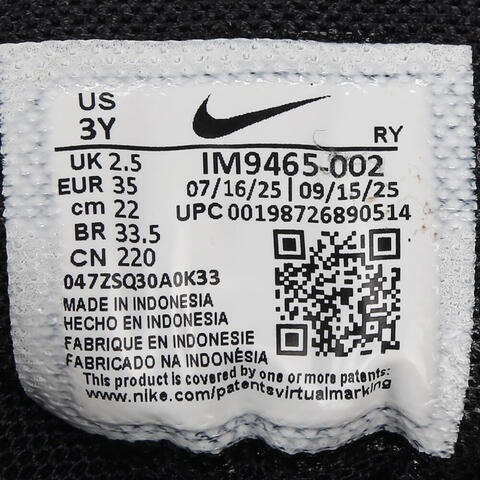 US
3Y
RY
UK 2.5
IM9465-002
EUR 35
07/16/25 | 09/15/25
cm 22
UPC 00198726890514
BR 33.5
CN 220
047ZSQ30A0K33
MADE IN INDONESIA
HECHO EN INDONESIA
FABRIQUE EN INDONESIE
FABRICADO NA INDONÉSIA
This product is covered by one or more patents:
www.nike.com/patentsvirtualmarking